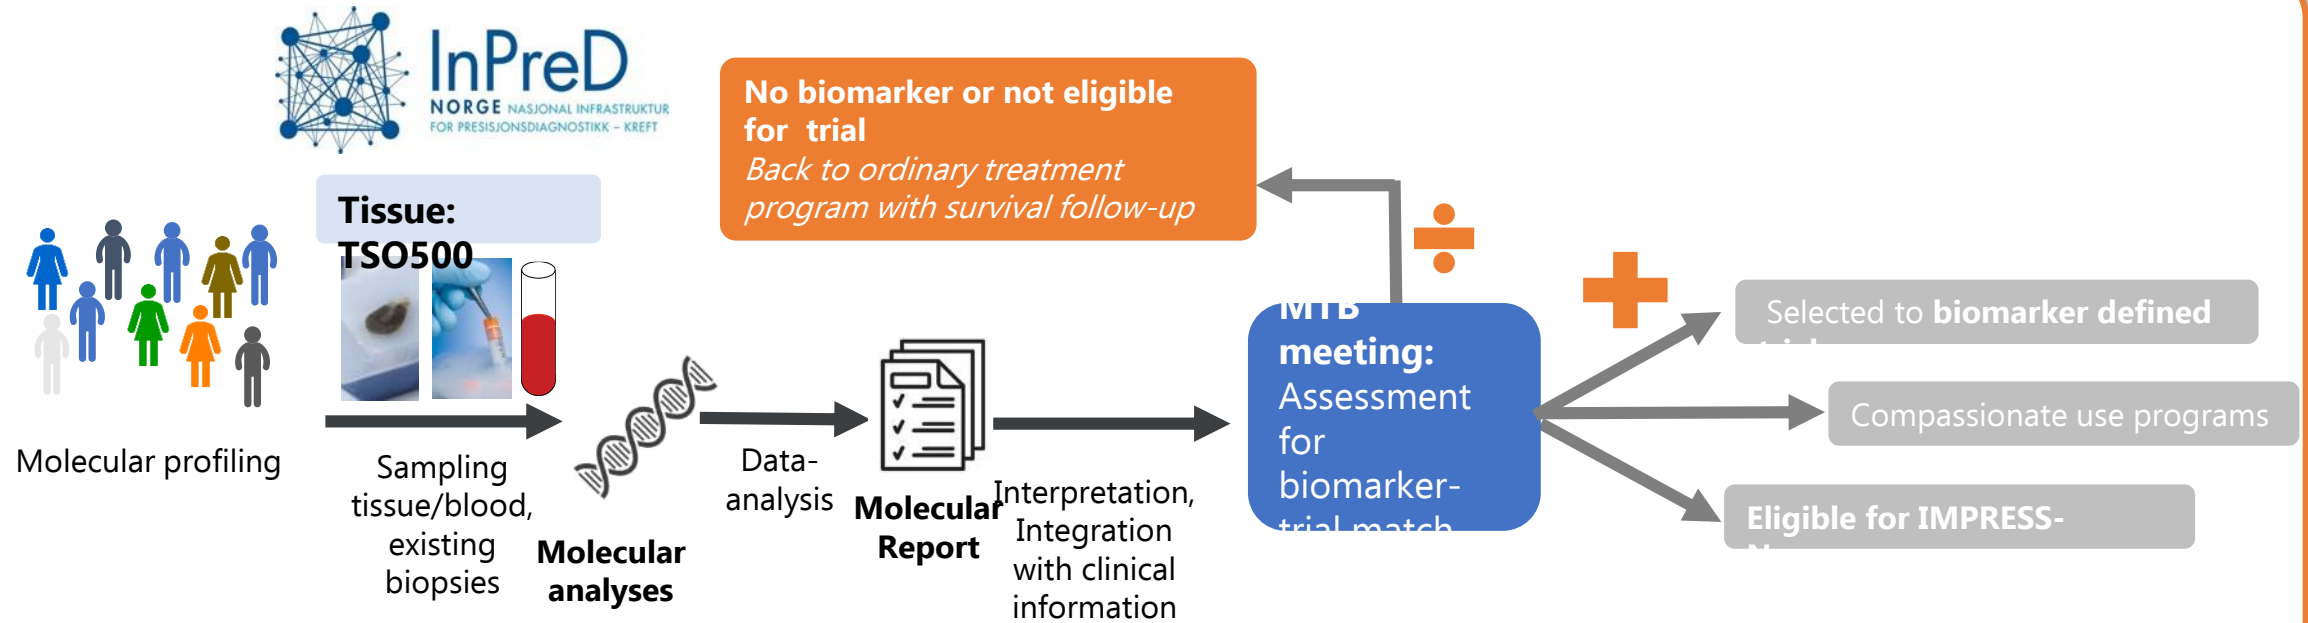 InPreD
NORGE NASJONAL INFRASTRUKTUR
FOR PRESISJONSDIAGNOSTIKK – KREFT
Tissue:
TSO500
Molecular profiling
Sampling
tissue/blood,
existing
biopsies
Molecular
analyses
Data-
analysis
Molecular
Report
Interpretation,
Integration
with clinical
information
No biomarker or not eligible
for trial
Back to ordinary treatment
program with survival follow-up
MTB
meeting:
Assessment
for
biomarker-
trial match
Selected to biomarker defined
Compassionate use programs
Eligible for IMPRESS-